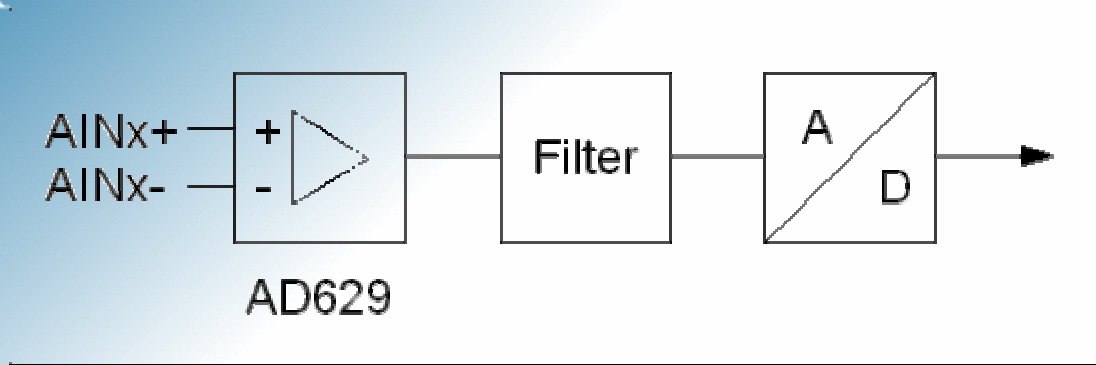 AINx+
AINx-
+
-
AD629
Filter
A
D